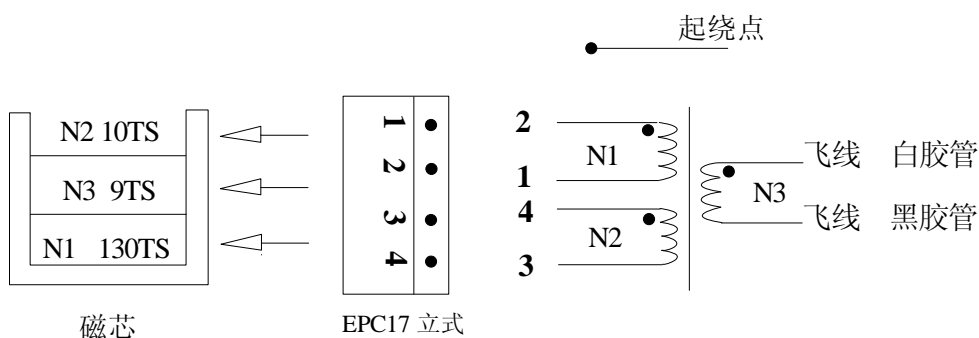 起绕点
N2 10TS
N3 9TS
N1 130TS
磁芯
1
2
3
4
EPC17 立式
2
1
4
3
N1
N2
N3
飞线 白胶管
飞线 黑胶管